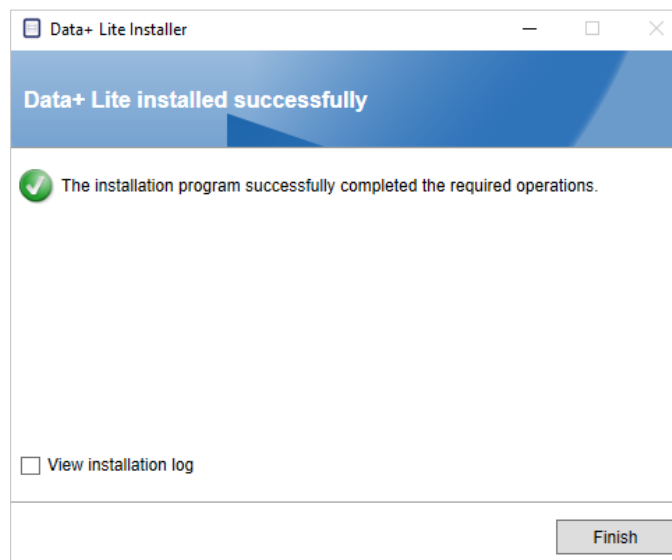 Data+ Lite Installer
Data+ Lite installed successfully
The installation program successfully completed the required operations.
View installation log
Finish